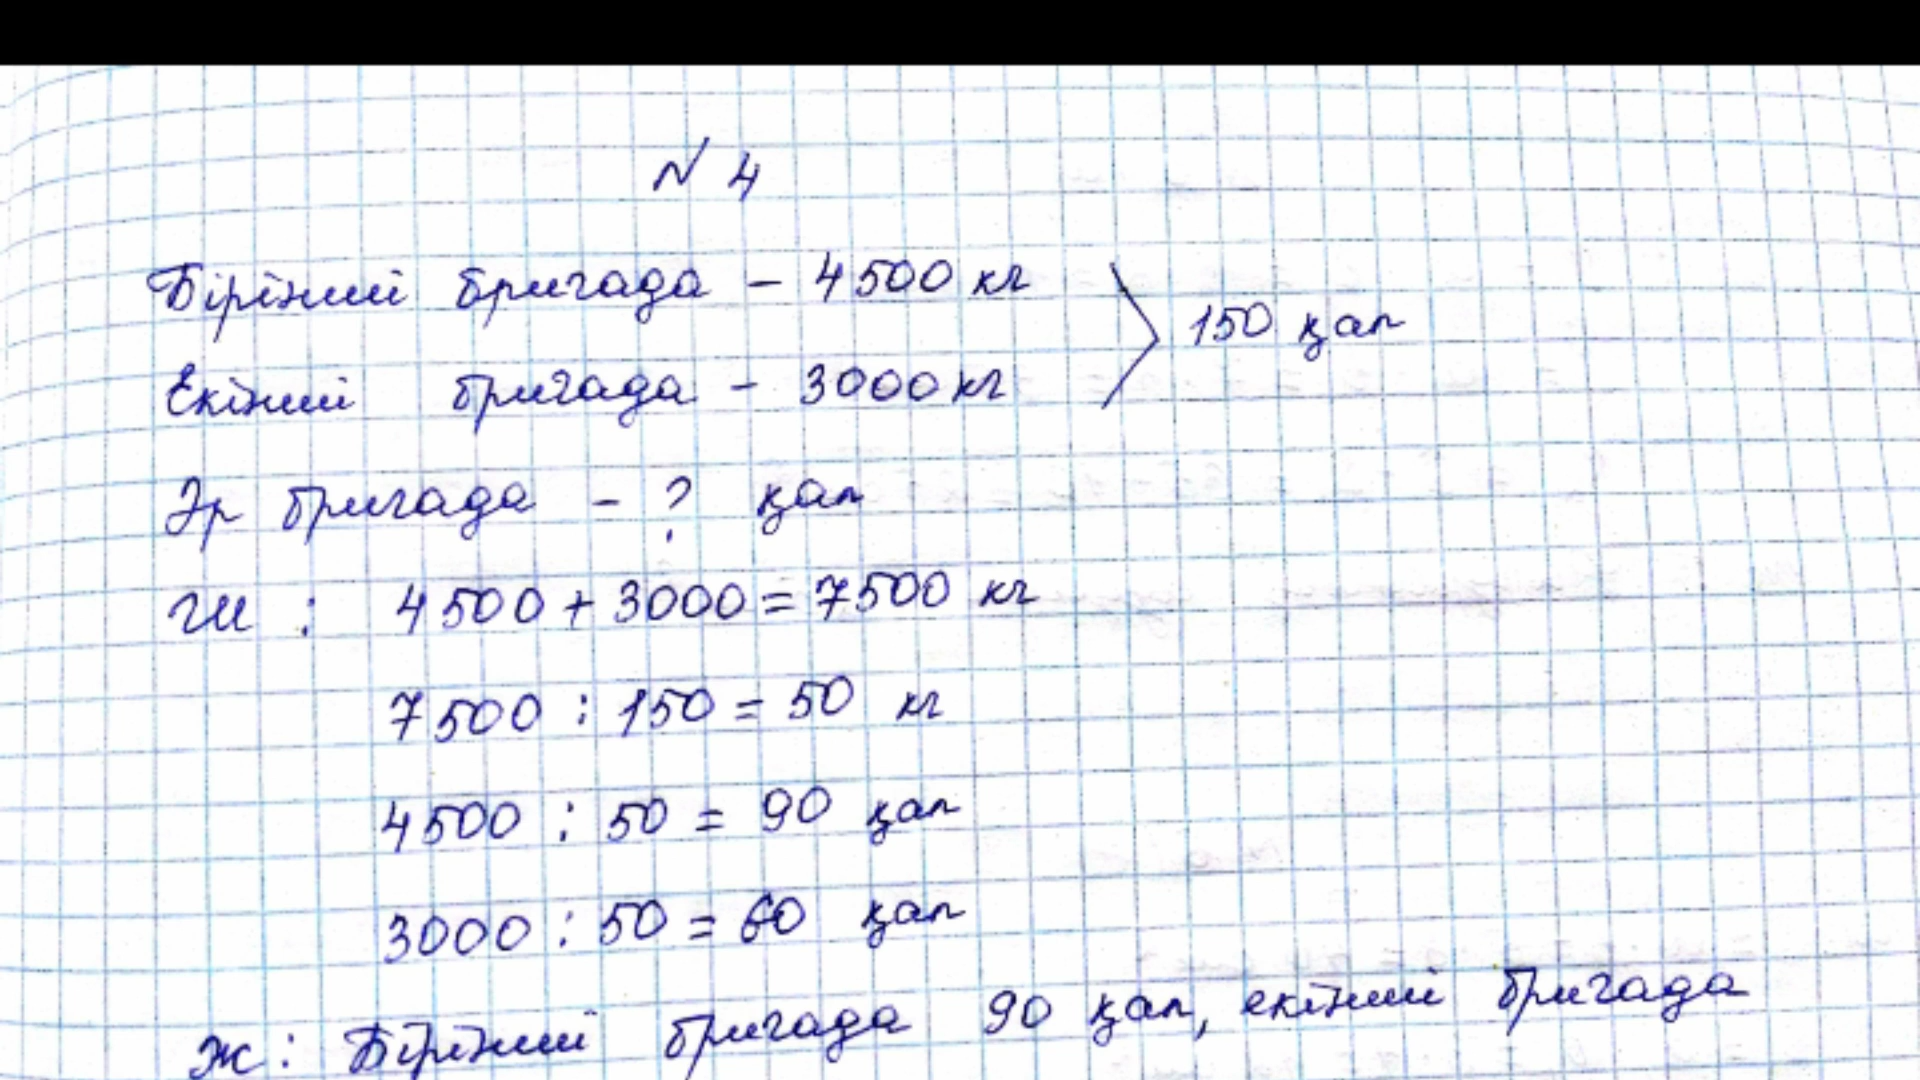 № 4
Бірінші бригада – 4500 кг
150 қап
Екінші бригада – 3000 кг
Әр бригада – ? қап
Ш : 4500 + 3000 = 7500 кг
7500 : 150 = 50 кг
4500 : 50 = 90 қап
3000 : 50 = 60 қап
Ж: Бірінші бригада 90 қап, екінші бригада